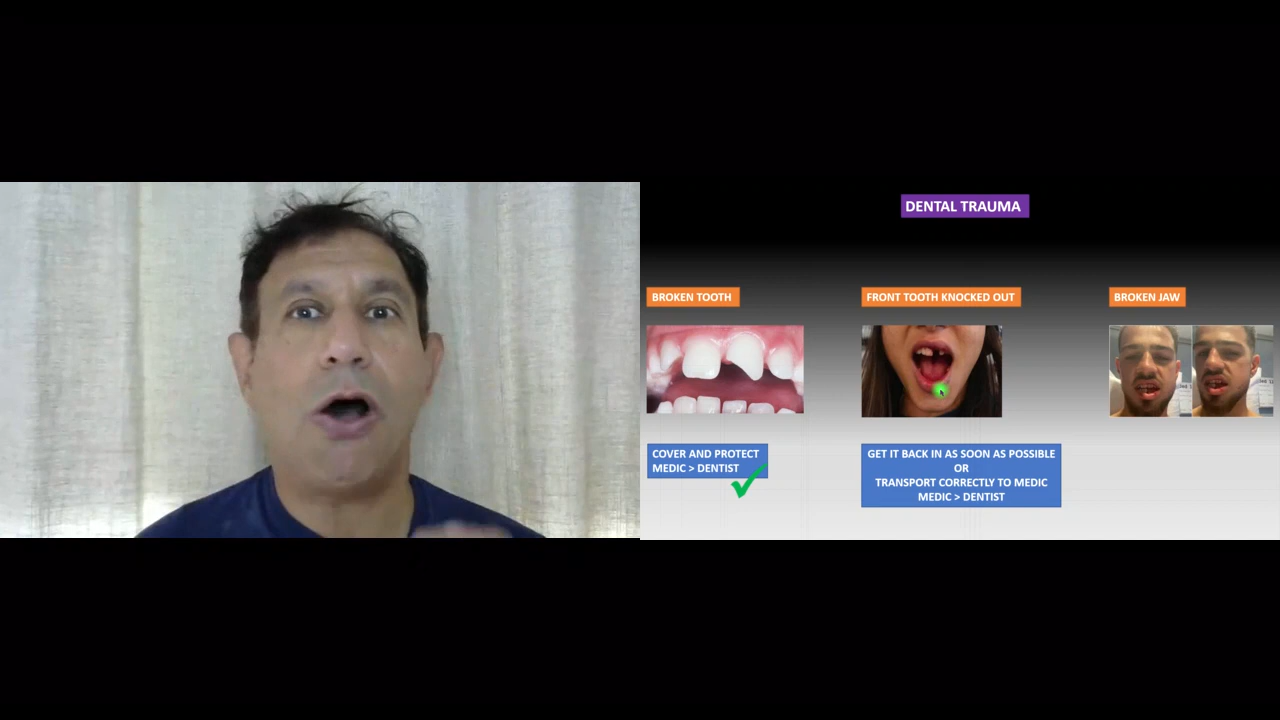 DENTAL TRAUMA
BROKEN TOOTH
FRONT TOOTH KNOCKED OUT
BROKEN JAW
COVER AND PROTECT
MEDIC > DENTIST
GET IT BACK IN AS SOON AS POSSIBLE
OR
TRANSPORT CORRECTLY TO MEDIC
MEDIC > DENTIST